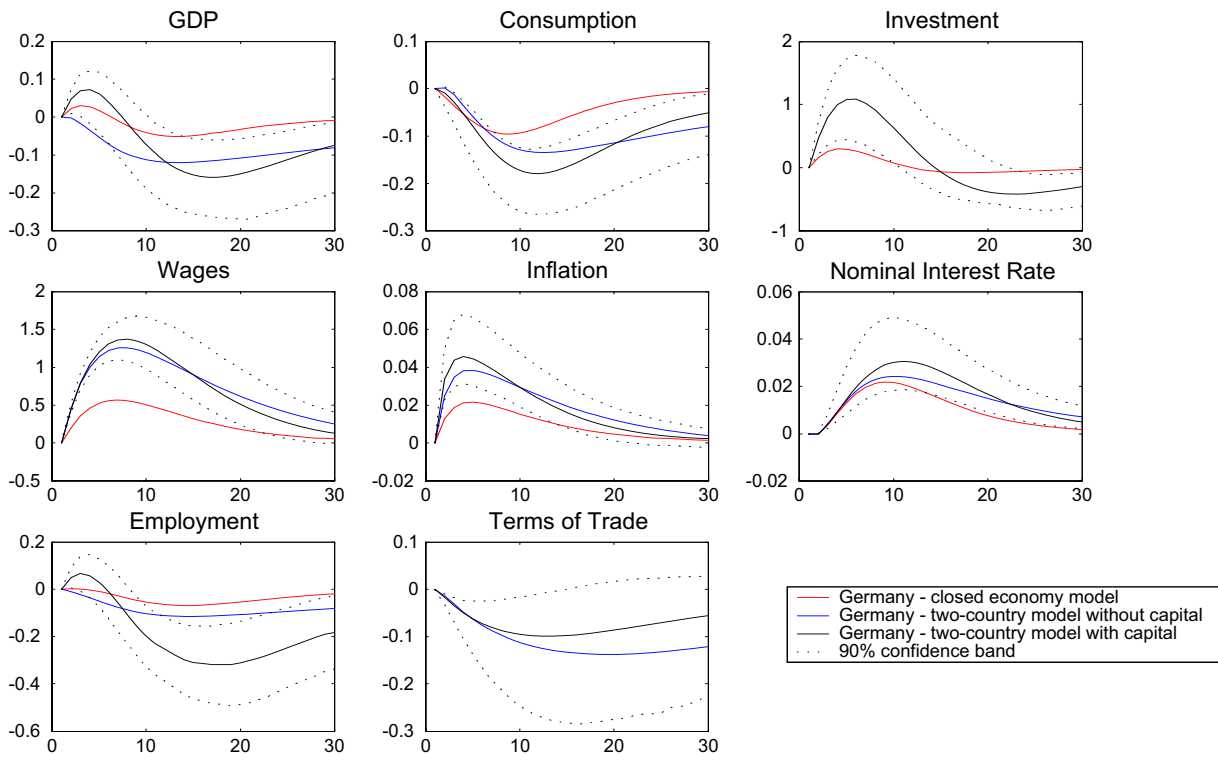 GDP
Consumption
Investment
0.2
0.1
0
-0.1
-0.2
-0.3
0 10 20 30
0.1
0
-0.1
-0.2
-0.3
0 10 20 30
2
1
0
-1
0 10 20 30
Wages
Inflation
Nominal Interest Rate
2
1.5
1
0.5
0
-0.5
0 10 20 30
0.08
0.06
0.04
0.02
0
-0.02
0 10 20 30
0.06
0.04
0.02
0
-0.02
0 10 20 30
Employment
Terms of Trade
0.2
0
-0.2
-0.4
-0.6
0 10 20 30
0.1
0
-0.1
-0.2
-0.3
0 10 20 30
Germany - closed economy model
Germany - two-country model without capital
Germany - two-country model with capital
90% confidence band